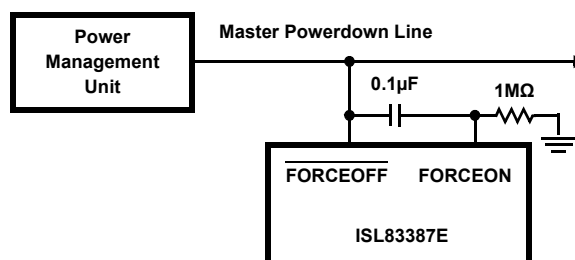 Power
Management
Unit
Master Powerdown Line
0.1µF
1MΩ
FORCEOFF
FORCEON
ISL83387E